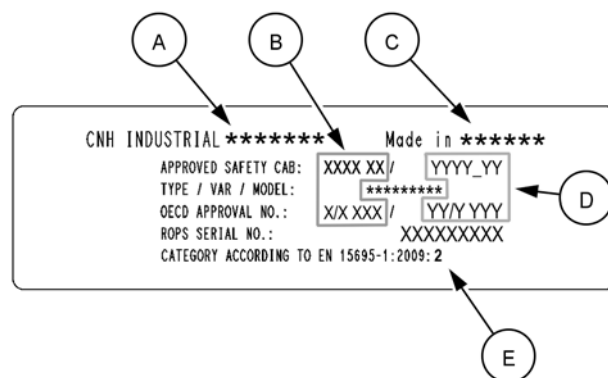 A B C
CNH INDUSTRIAL ******* Made in ******
APPROVED SAFETY CAB: XXXX XX / YYYY_YY
TYPE / VAR / MODEL: *********
D
OECD APPROVAL NO.: X/X XXX / YY/Y YYY
ROPS SERIAL NO.: XXXXXXXXX
CATEGORY ACCORDING TO EN 15695-1:2009: 2
E